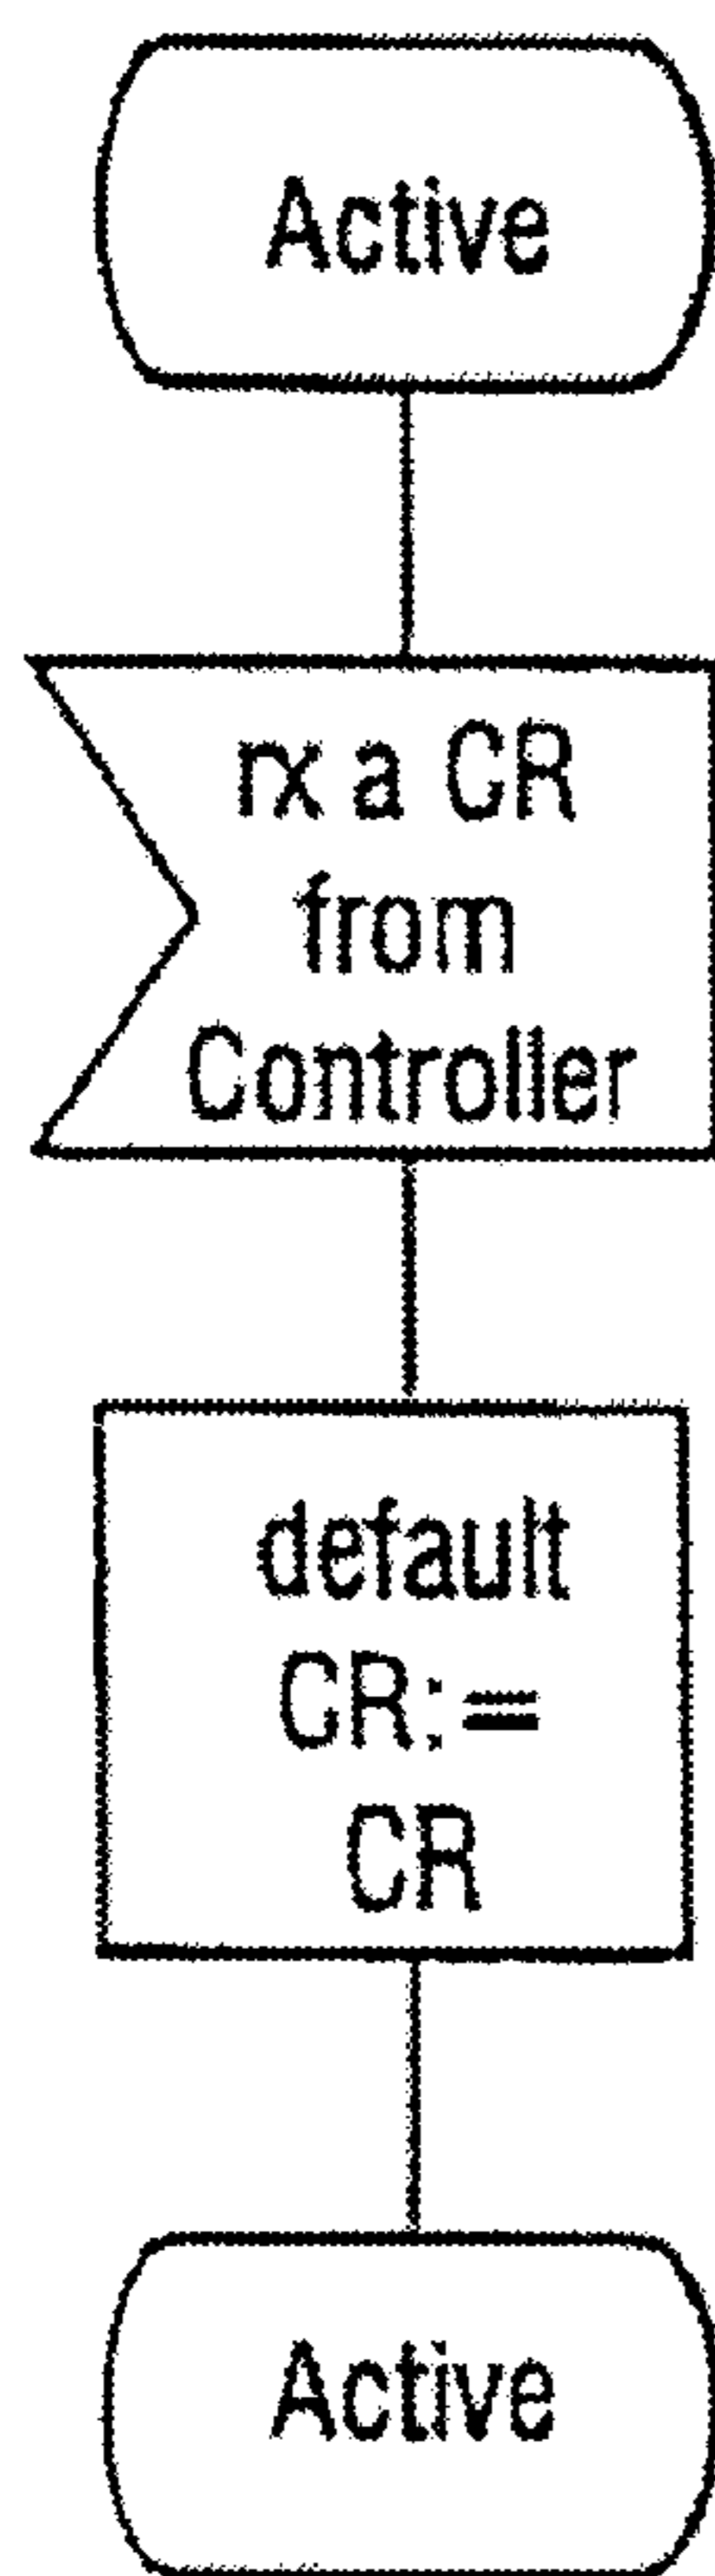 Active
rx a CR
from
Controller
default
CR:=
CR
Active